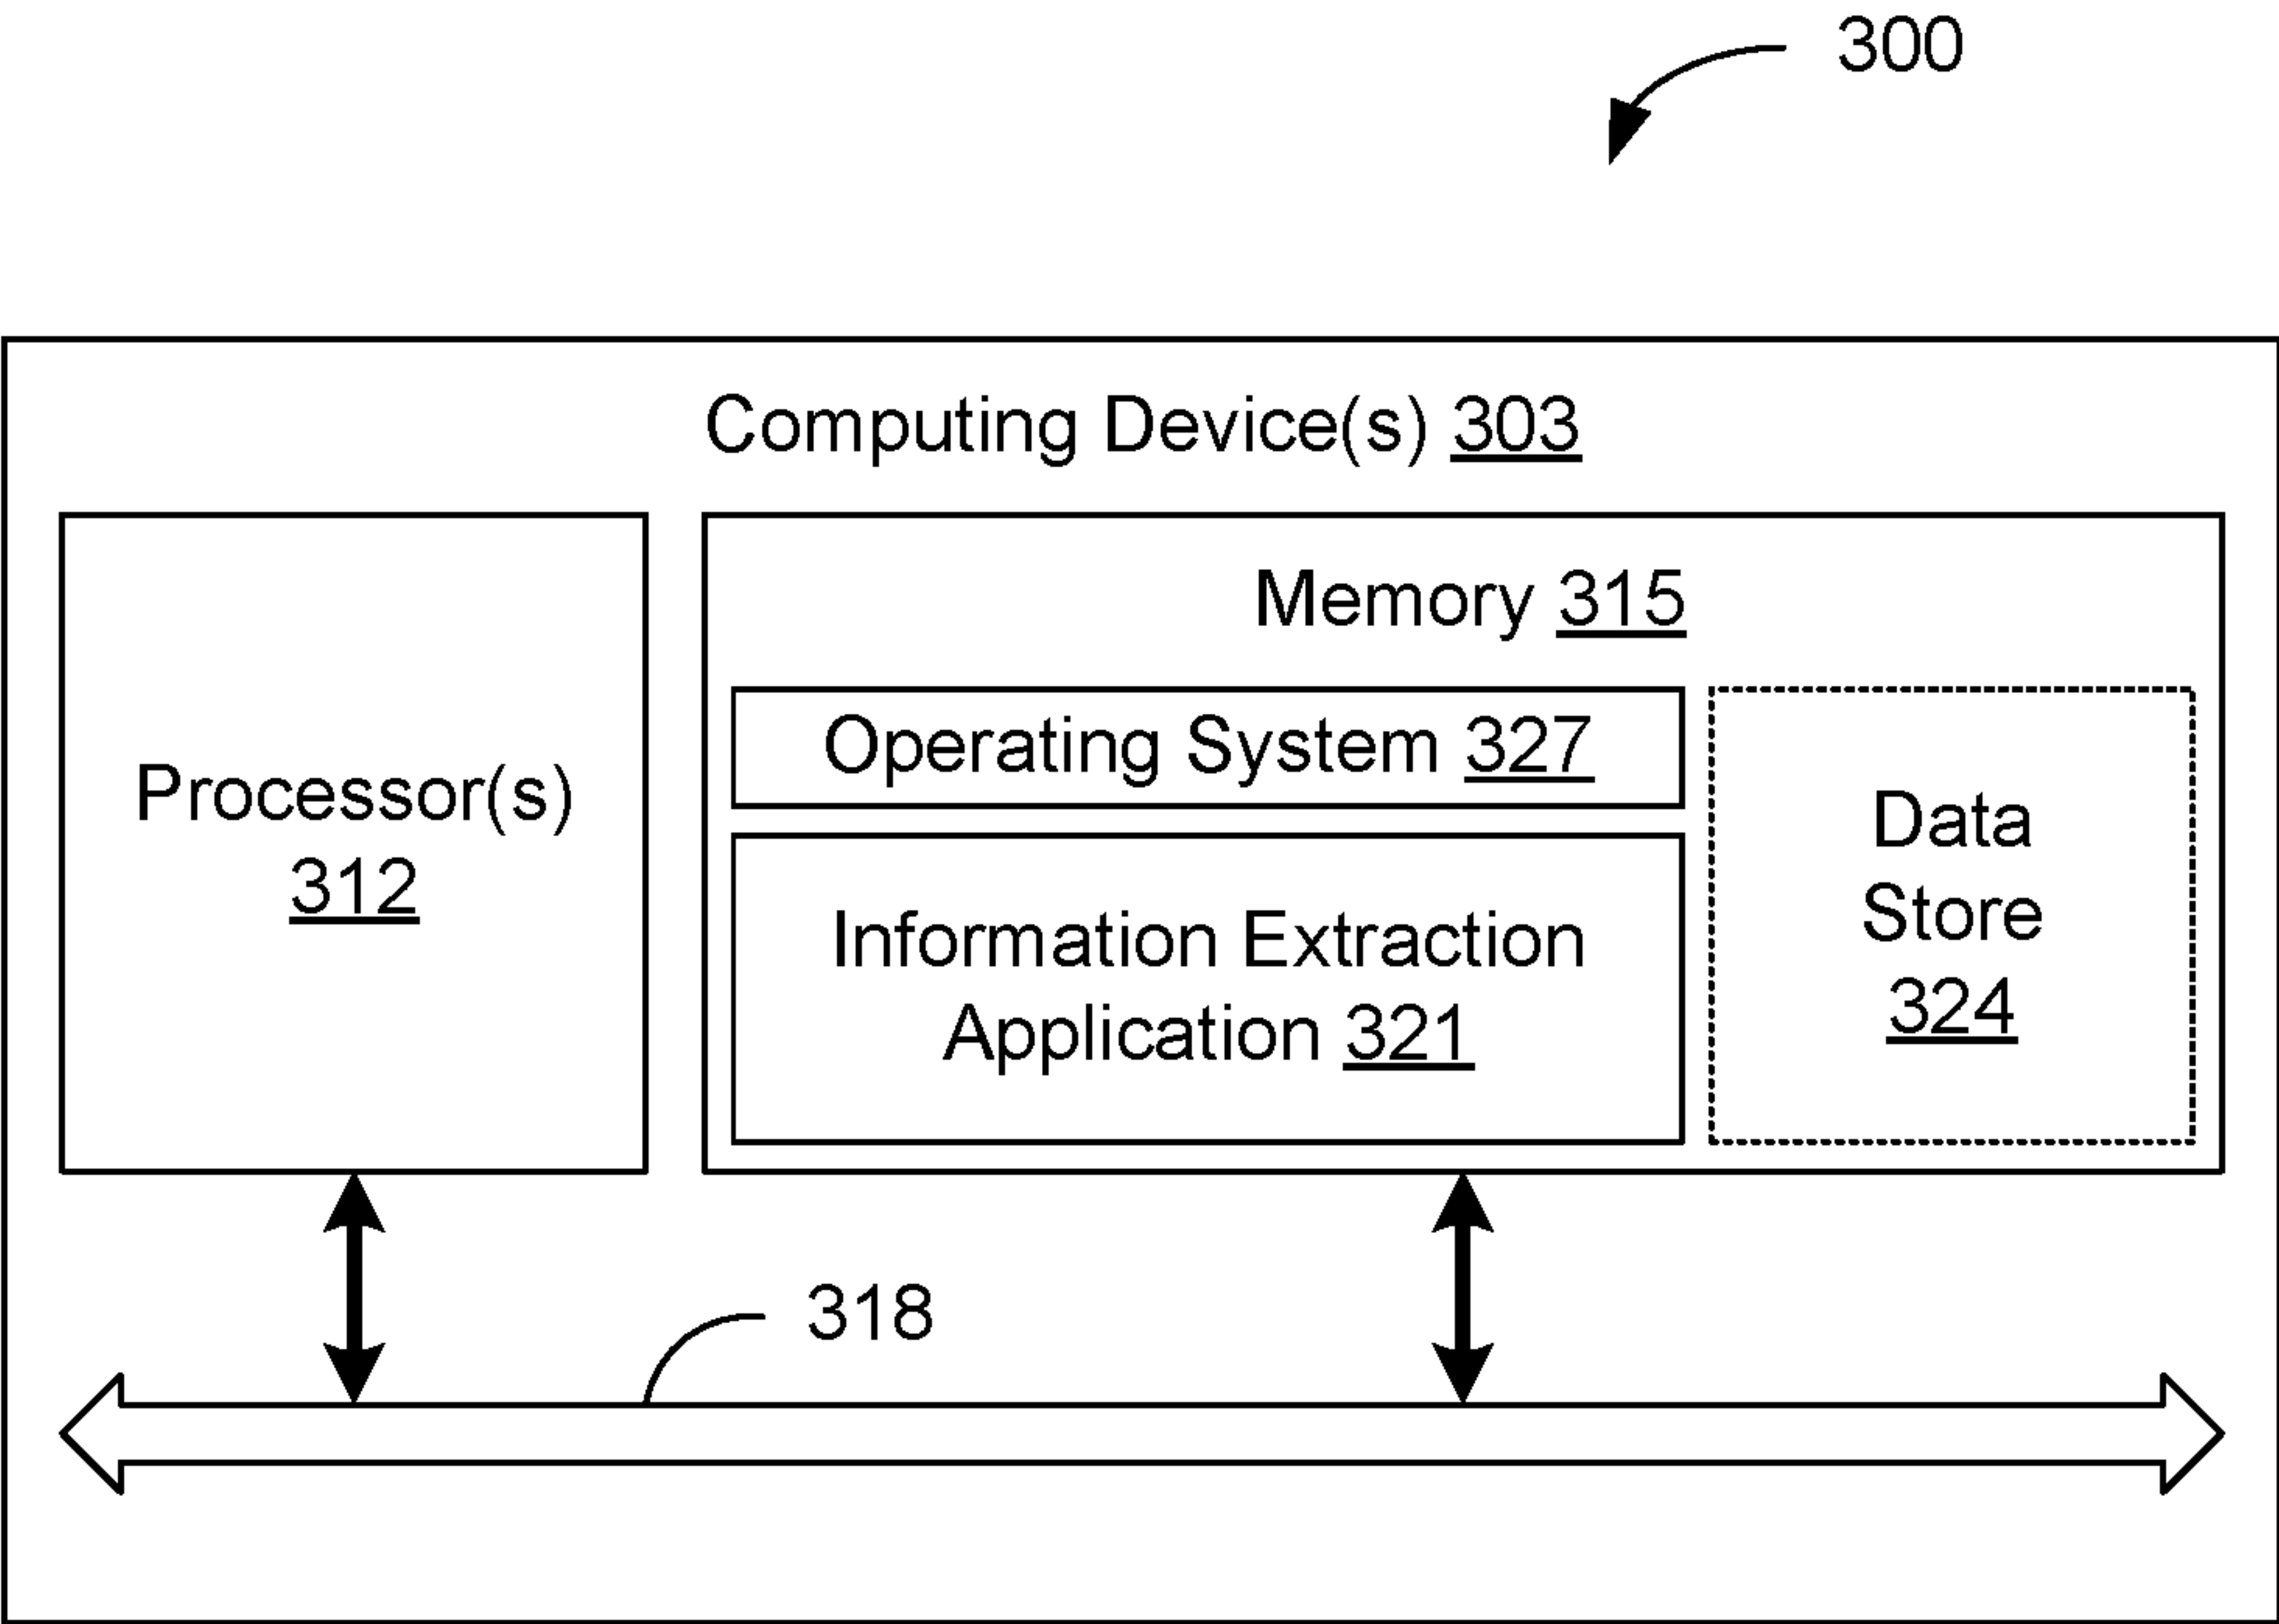 300
Computing Device(s) 303
Memory 315
Processor(s)
312
Operating System 327
Information Extraction
Application 321
Data
Store
324
318